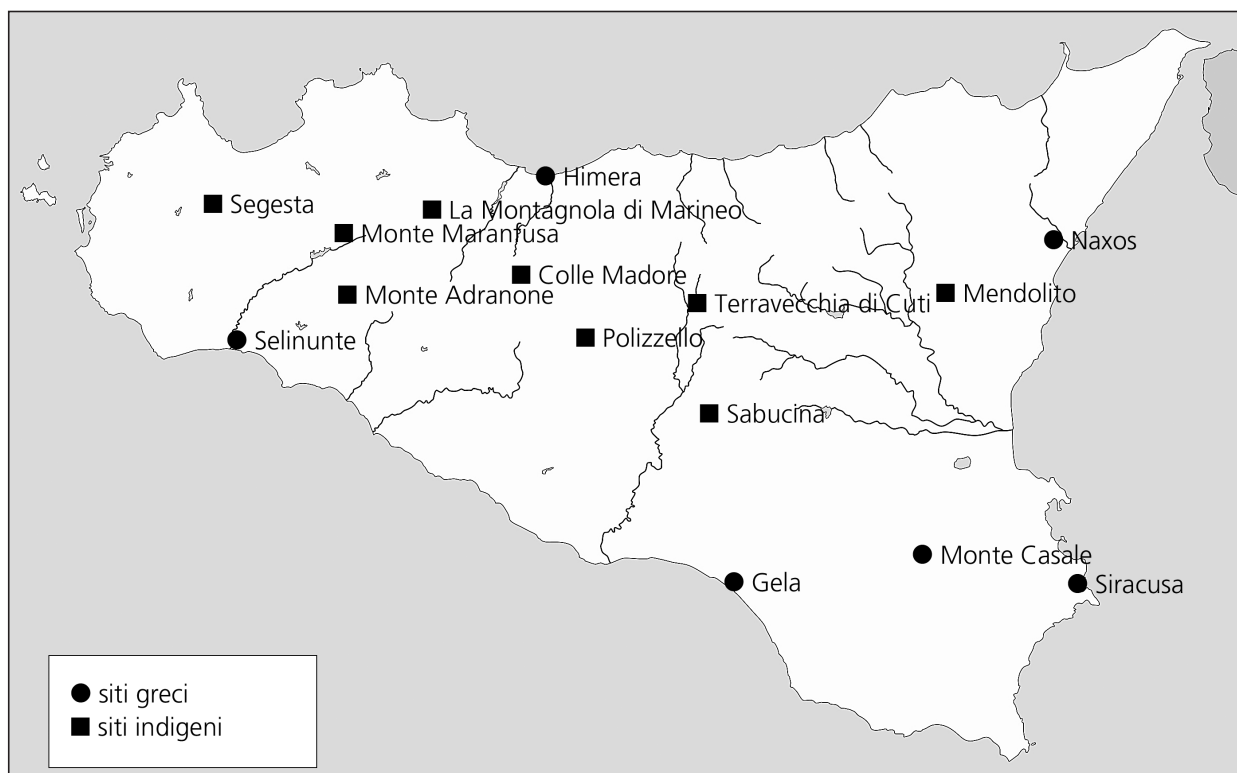 Himera
Segesta
La Montagnola di Marineo
Monte Maranfusa
Naxos
Colle Madore
Monte Adranone
Terravecchia di Cuti
Mendolito
Selinunte
Polizzello
Sabucina
Monte Casale
Gela
Siracusa
siti greci
siti indigeni